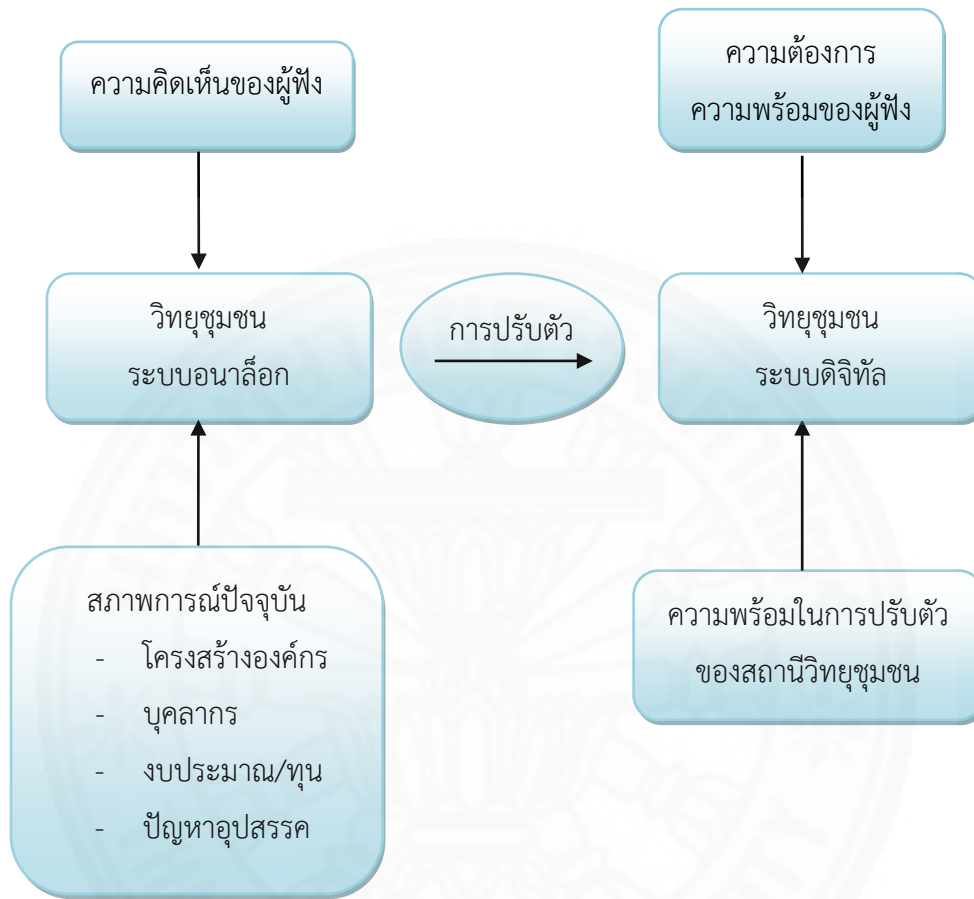 ความคิดเห็นของผู้ฟัง
ความต้องการ
ความพร้อมของผู้ฟัง
วิทยุชุมชน
ระบบอนาล็อก
การปรับตัว
วิทยุชุมชน
ระบบดิจิทัล
สภาพการณ์ปัจจุบัน
- โครงสร้างองค์กร
- บุคลากร
- งบประมาณ/ทุน
- ปัญหาอุปสรรค
ความพร้อมในการปรับตัว
ของสถานีวิทยุชุมชน